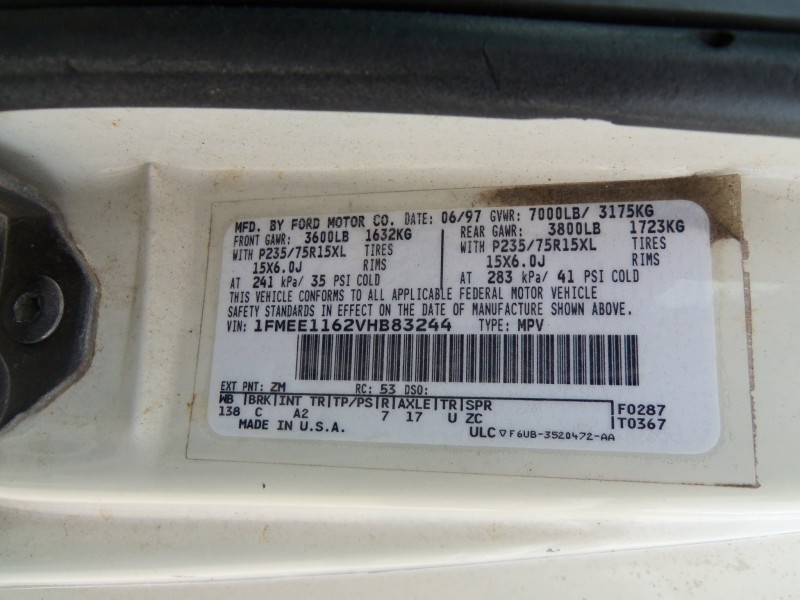 MFD. BY FORD MOTOR CO. DATE: 06/97 GVWR: 7000LB/ 3175KG
FRONT GAWR: 3600LB 1632KG REAR GAWR: 3800LB 1723KG
WITH P235/75R15XL TIRES WITH P235/75R15XL TIRES
15X6.0J RIMS 15X6.0J RIMS
AT 241 kPa/ 35 PSI COLD AT 283 kPa/ 41 PSI COLD
THIS VEHICLE CONFORMS TO ALL APPLICABLE FEDERAL MOTOR VEHICLE
SAFETY STANDARDS IN EFFECT ON THE DATE OF MANUFACTURE SHOWN ABOVE.
VIN: 1FMEE1162VHB83244 TYPE: MPV
EXT PNT: ZM RC: 53 DSO:
WB BRK INT TR TP/PS R AXLE TR SPR F0287
138 C A2 7 17 U ZC T0367
MADE IN U.S.A. ULC ▽ F6UB-3520472-AA